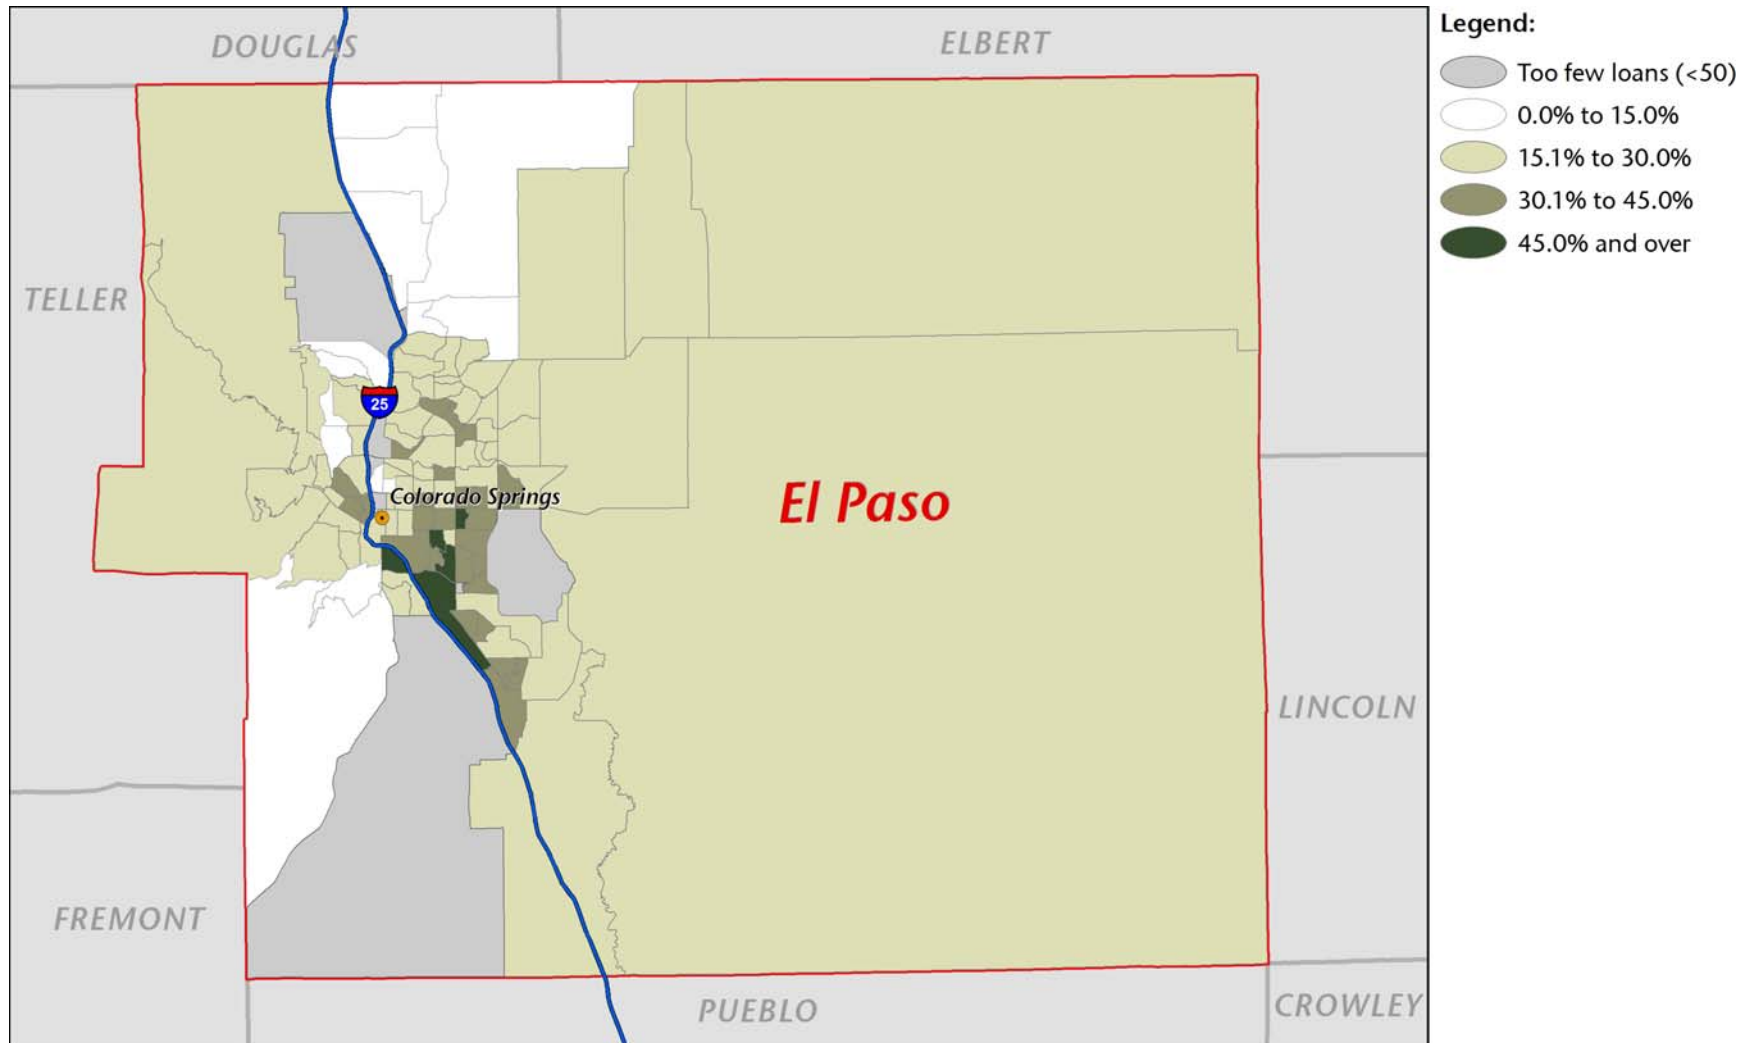 DOUGLAS
ELBERT
Legend:
Too few loans (<50)
0.0% to 15.0%
15.1% to 30.0%
30.1% to 45.0%
45.0% and over
TELLER
25
Colorado Springs
El Paso
LINCOLN
FREMONT
PUEBLO
CROWLEY